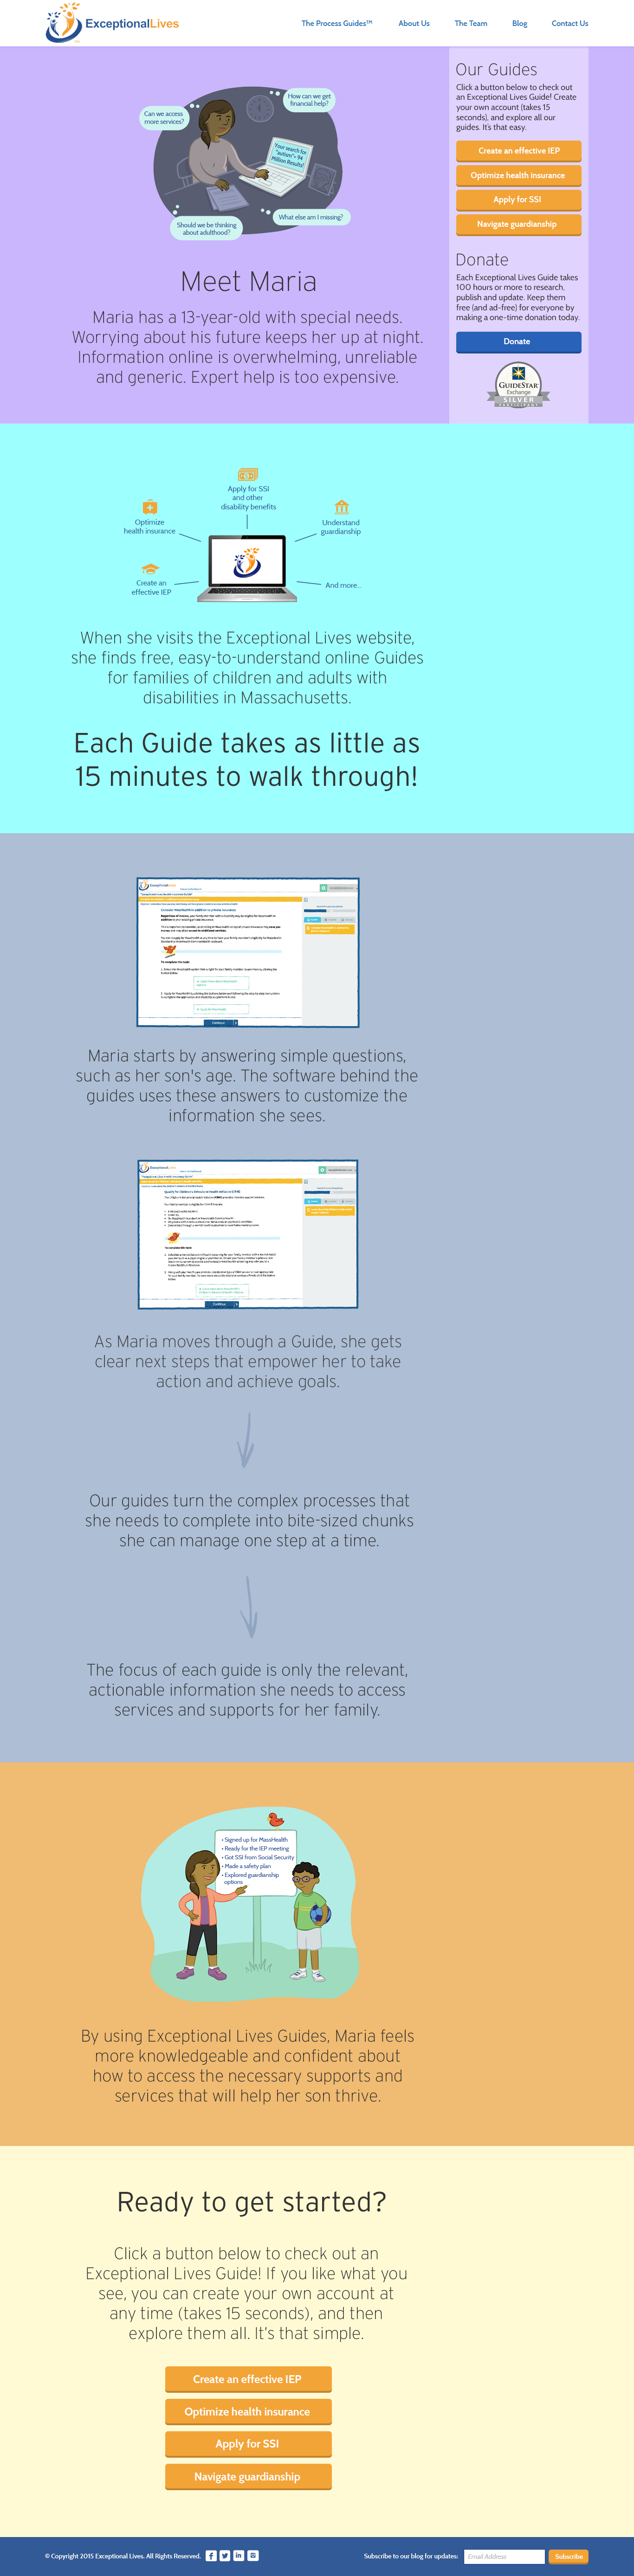 ExceptionalLives
The Process Guides™
About Us
The Team
Blog
Contact Us
Can we access
more services?
How can we get
financial help?
Your search for
"autism"= 94
Million Results!
What else am I missing?
Should we be thinking
about adulthood?
Meet Maria
Maria has a 13-year-old with special needs.
Worrying about his future keeps her up at night.
Information online is overwhelming, unreliable
and generic. Expert help is too expensive.
Our Guides
Click a button below to check out
an Exceptional Lives Guide! Create
your own account (takes 15
seconds), and explore all our
guides. It's that easy.
Create an effective IEP
Optimize health insurance
Apply for SSI
Navigate guardianship
Donate
Each Exceptional Lives Guide takes
100 hours or more to research,
publish and update. Keep them
free (and ad-free) for everyone by
making a one-time donation today.
Donate
GUIDESTAR
Exchange
SILVER
PARTICIPANT
Apply for SSI
and other
disability benefits
Optimize
health insurance
Understand
guardianship
Create an
effective IEP
And more...
When she visits the Exceptional Lives website,
she finds free, easy-to-understand online Guides
for families of children and adults with
disabilities in Massachusetts.
Each Guide takes as little as
15 minutes to walk through!
ExceptionalLives
Continue
Maria starts by answering simple questions,
such as her son's age. The software behind the
guides uses these answers to customize the
information she sees.
ExceptionalLives
Continue
As Maria moves through a Guide, she gets
clear next steps that empower her to take
action and achieve goals.
Our guides turn the complex processes that
she needs to complete into bite-sized chunks
she can manage one step at a time.
The focus of each guide is only the relevant,
actionable information she needs to access
services and supports for her family.
• Signed up for MassHealth
• Ready for the IEP meeting
• Got SSI from Social Security
• Made a safety plan
• Explored guardianship
options
By using Exceptional Lives Guides, Maria feels
more knowledgeable and confident about
how to access the necessary supports and
services that will help her son thrive.
Ready to get started?
Click a button below to check out an
Exceptional Lives Guide! If you like what you
see, you can create your own account at
any time (takes 15 seconds), and then
explore them all. It's that simple.
Create an effective IEP
Optimize health insurance
Apply for SSI
Navigate guardianship
© Copyright 2015 Exceptional Lives. All Rights Reserved.
Subscribe to our blog for updates:
Email Address
Subscribe